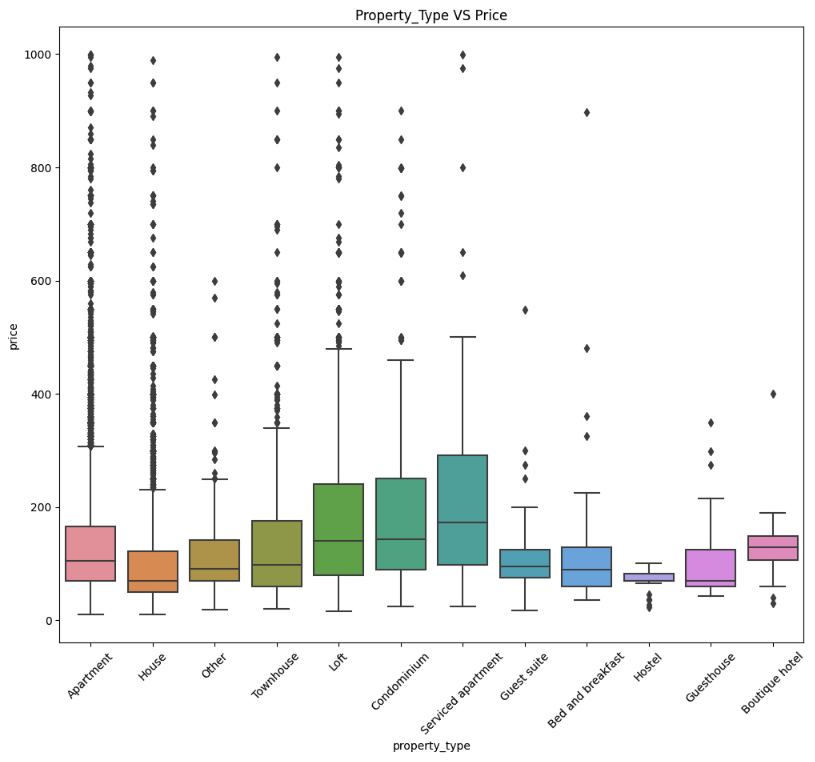 Property_Type VS Price
1000
800
600
400
200
0
price
Apartment
House
Other
Townhouse
Loft
Condominium
Serviced apartment
Guest suite
Bed and breakfast
Hostel
Guesthouse
Boutique hotel
property_type